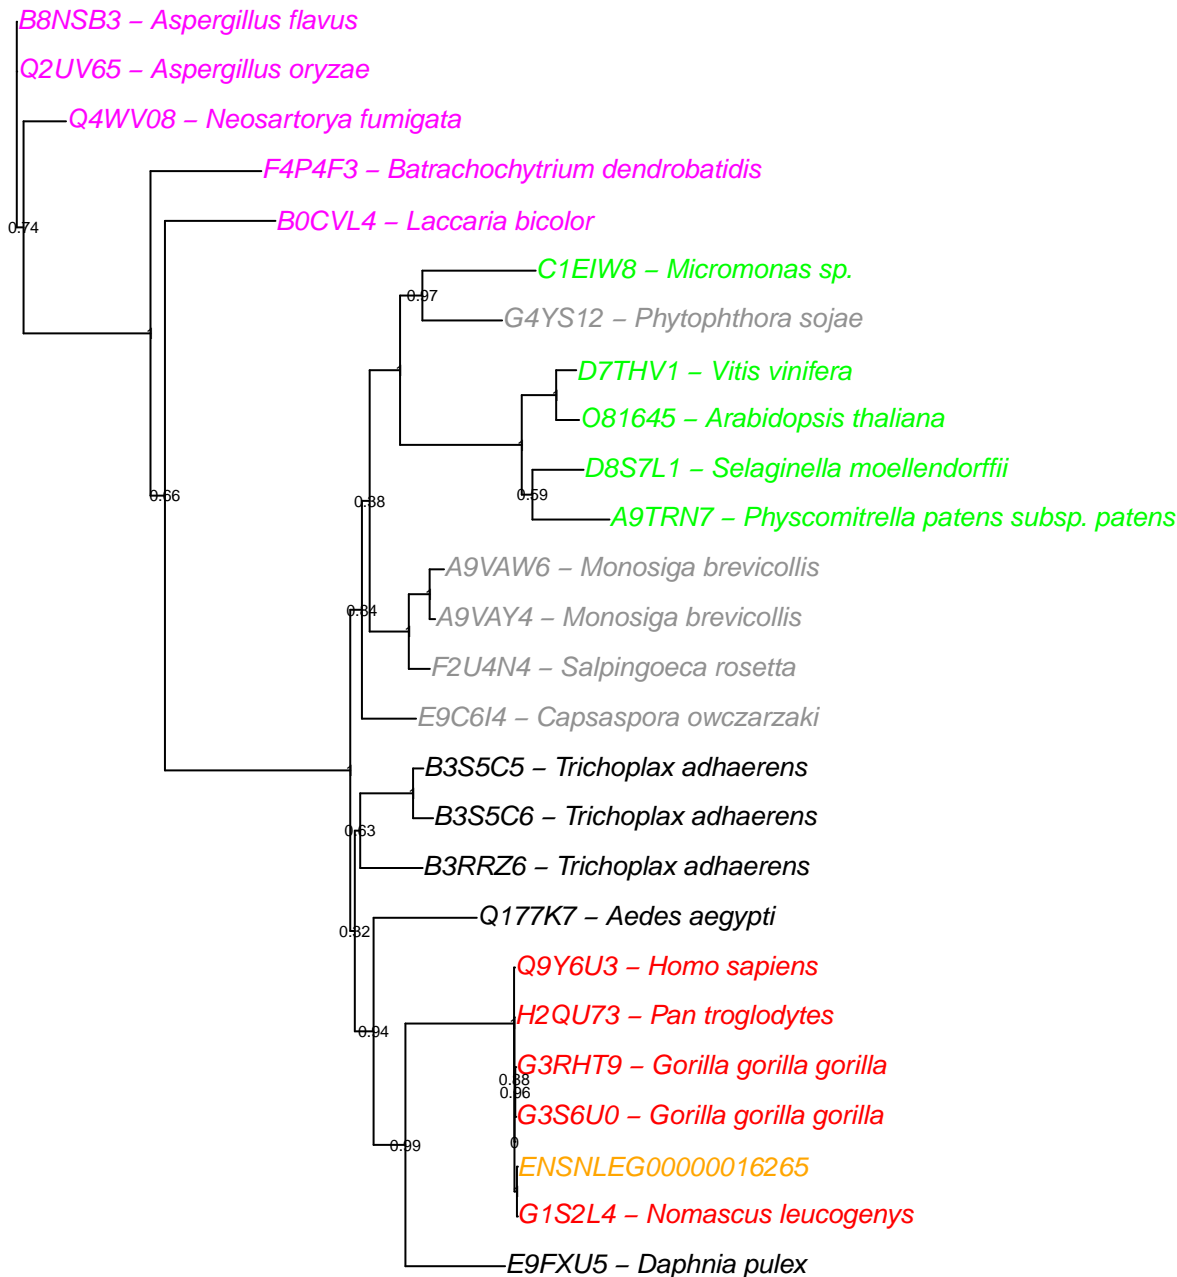 B8NSB3 – Aspergillus flavus
Q2UV65 – Aspergillus oryzae
Q4WV08 – Neosartorya fumigata
F4P4F3 – Batrachochytrium dendrobatidis
B0CVL4 – Laccaria bicolor
0.74
C1EIW8 – Micromonas sp.
0.97
G4YS12 – Phytophthora sojae
D7THV1 – Vitis vinifera
O81645 – Arabidopsis thaliana
D8S7L1 – Selaginella moellendorffii
0.66
0.88
0.59
A9TRN7 – Physcomitrella patens subsp. patens
A9VAW6 – Monosiga brevicollis
0.84
A9VAY4 – Monosiga brevicollis
F2U4N4 – Salpingoeca rosetta
E9C6I4 – Capsaspora owczarzaki
B3S5C5 – Trichoplax adhaerens
B3S5C6 – Trichoplax adhaerens
0.63
B3RRZ6 – Trichoplax adhaerens
Q177K7 – Aedes aegypti
0.82
Q9Y6U3 – Homo sapiens
H2QU73 – Pan troglodytes
0.94
G3RHT9 – Gorilla gorilla gorilla
0.88
0.96
G3S6U0 – Gorilla gorilla gorilla
0
0.99
ENSNLEG00000016265
G1S2L4 – Nomascus leucogenys
E9FXU5 – Daphnia pulex